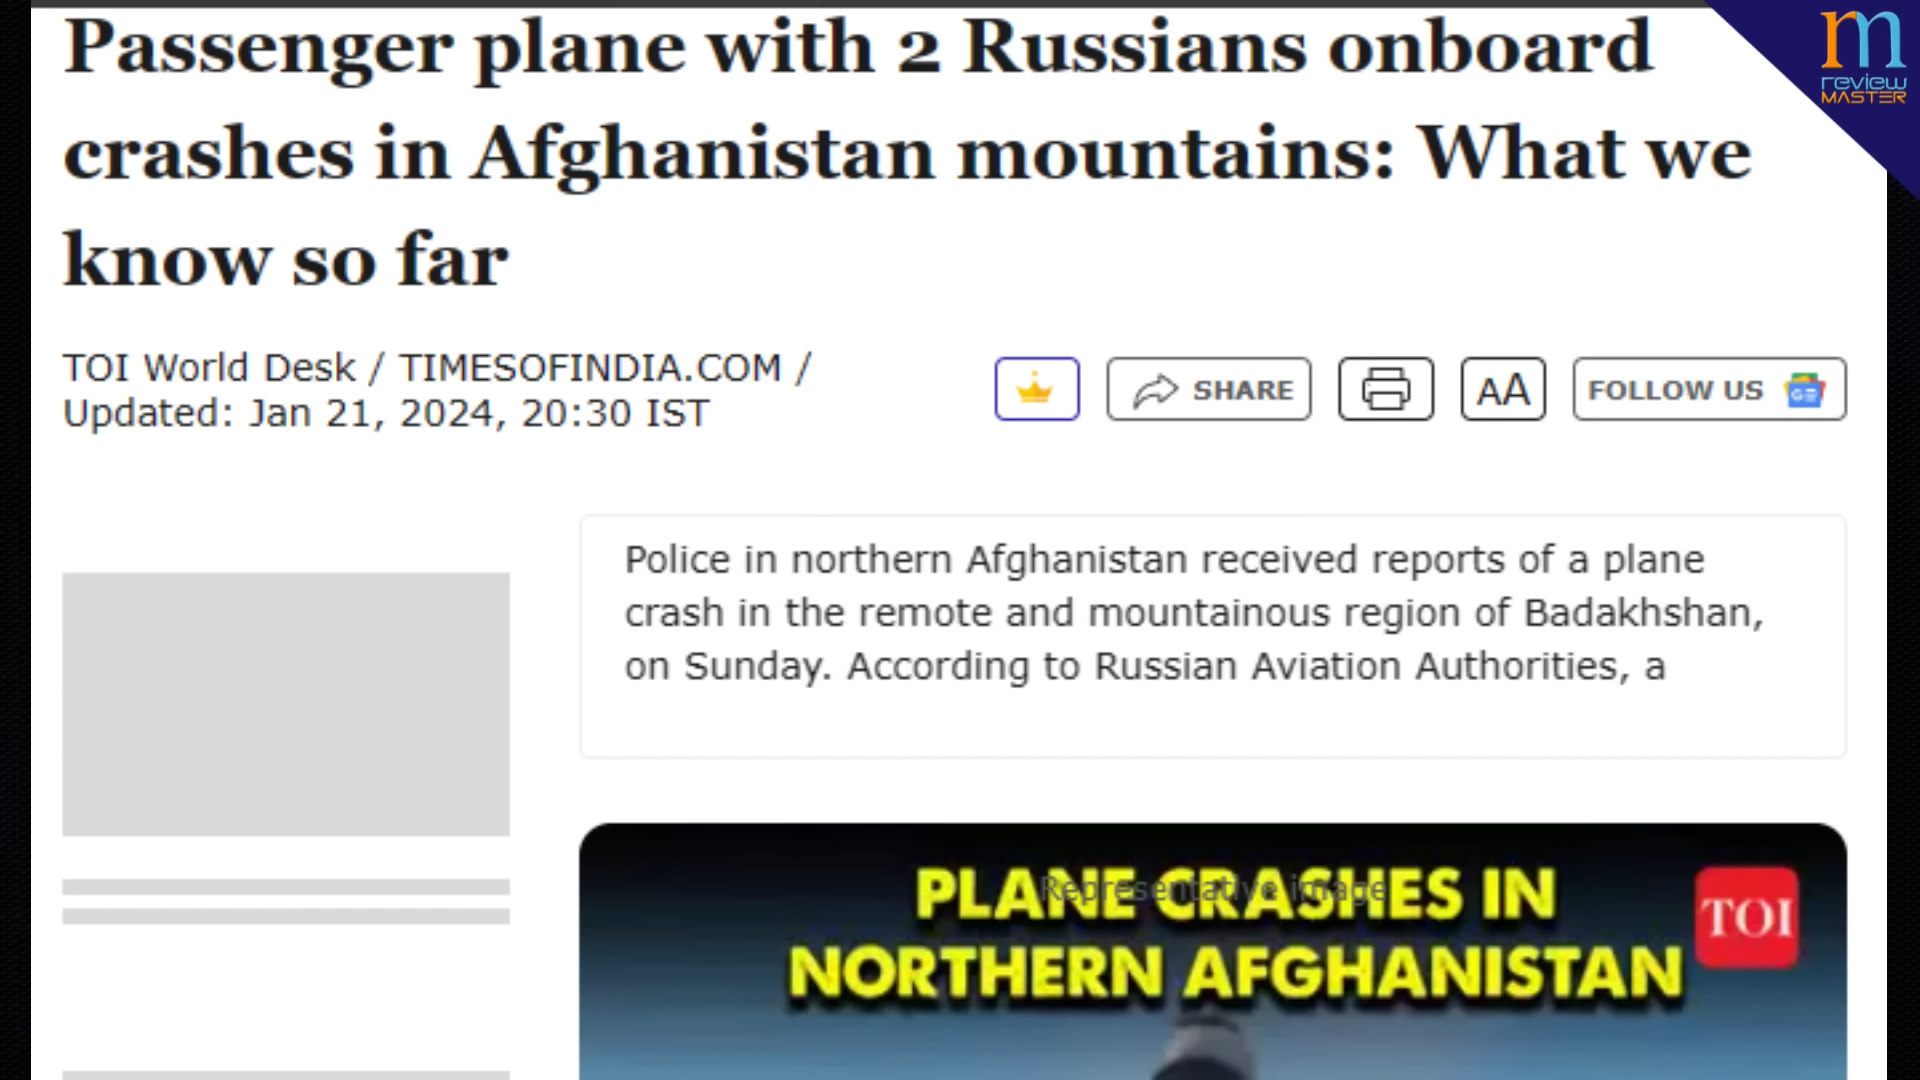 Passenger plane with 2 Russians onboard
crashes in Afghanistan mountains: What we
know so far
m
review
MASTER
TOI World Desk / TIMESOFINDIA.COM /
Updated: Jan 21, 2024, 20:30 IST
SHARE
AA
FOLLOW US
GE
Police in northern Afghanistan received reports of a plane
crash in the remote and mountainous region of Badakhshan,
on Sunday. According to Russian Aviation Authorities, a
PLANE CRASHES IN
Representative image
NORTHERN AFGHANISTAN
TOI